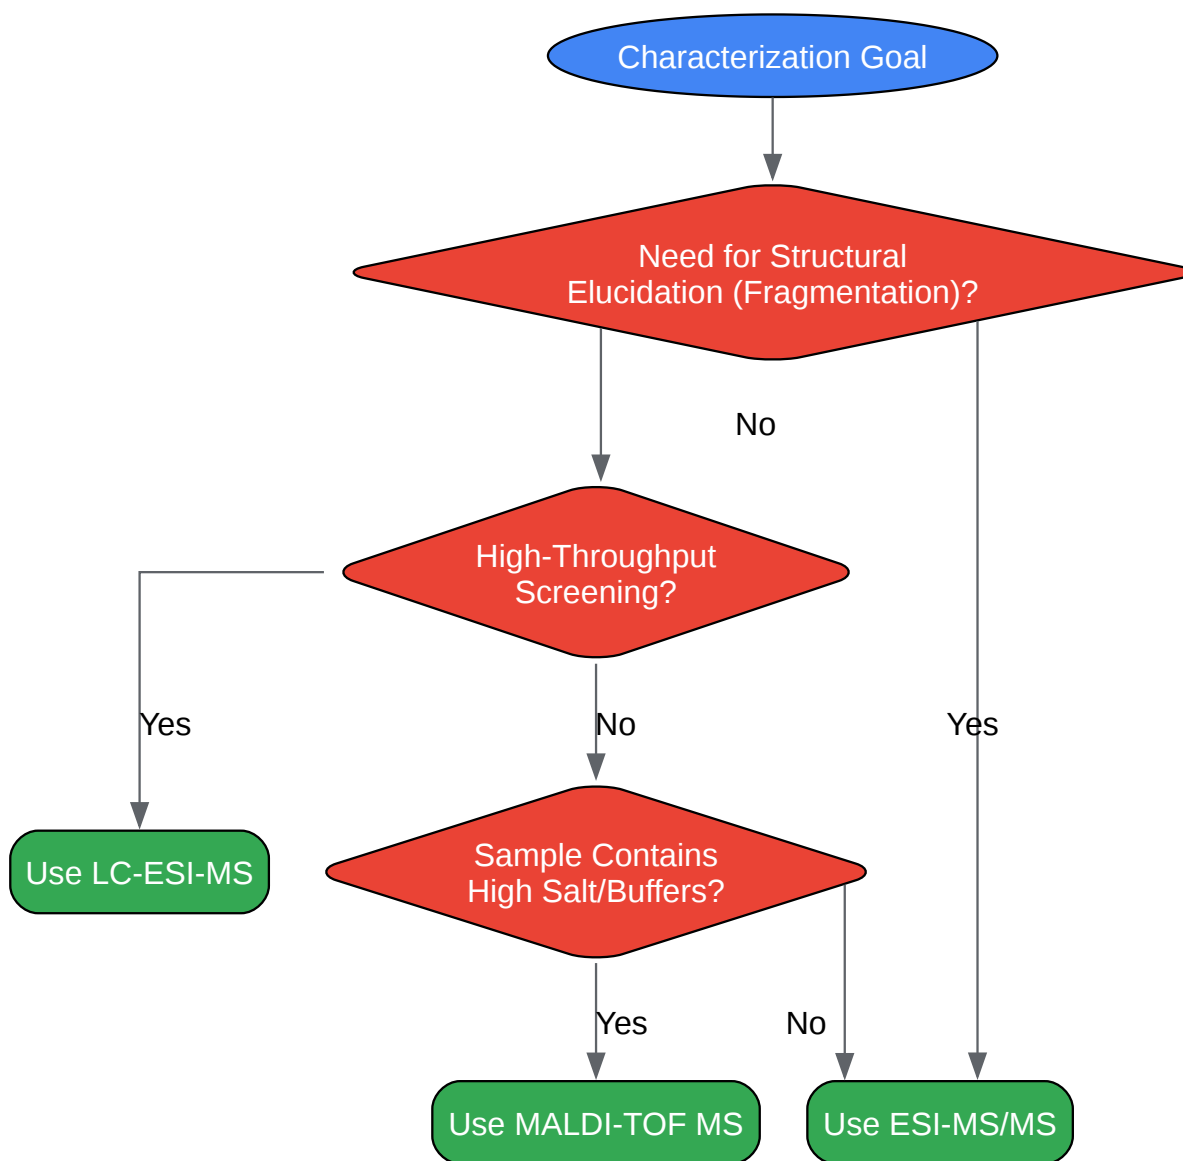 Characterization Goal
Need for Structural
Elucidation (Fragmentation)?
No
High-Throughput
Screening?
Yes
No
Yes
Sample Contains
High Salt/Buffers?
Use LC-ESI-MS
Yes
No
Use MALDI-TOF MS
Use ESI-MS/MS